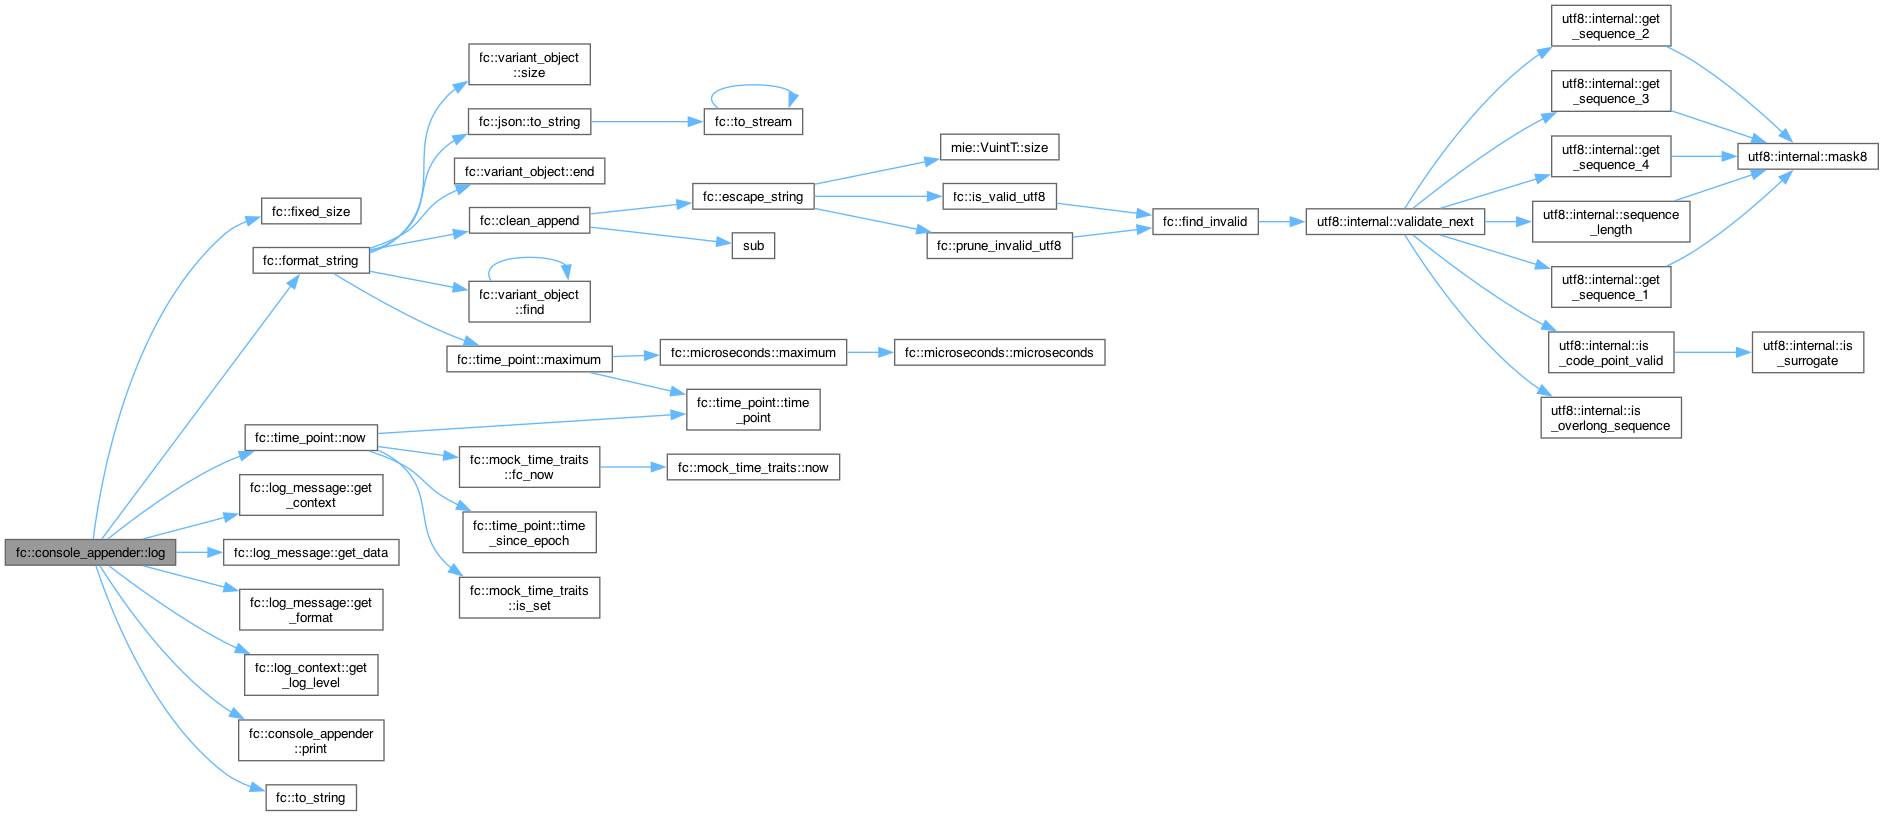 fc::console_appender::log
fc::fixed_size
fc::format_string
fc::variant_object
::size
fc::json::to_string
fc::to_stream
fc::variant_object::end
fc::clean_append
fc::escape_string
mie::VuintT::size
fc::is_valid_utf8
fc::prune_invalid_utf8
fc::find_invalid
utf8::internal::validate_next
utf8::internal::get
_sequence_2
utf8::internal::get
_sequence_3
utf8::internal::get
_sequence_4
utf8::internal::sequence
_length
utf8::internal::get
_sequence_1
utf8::internal::mask8
utf8::internal::is
_code_point_valid
utf8::internal::is
_surrogate
utf8::internal::is
_overlong_sequence
sub
fc::variant_object
::find
fc::time_point::maximum
fc::microseconds::maximum
fc::microseconds::microseconds
fc::time_point::time
_point
fc::time_point::now
fc::mock_time_traits
::fc_now
fc::mock_time_traits::now
fc::time_point::time
_since_epoch
fc::mock_time_traits
::is_set
fc::log_message::get
_context
fc::log_message::get_data
fc::log_message::get
_format
fc::log_context::get
_log_level
fc::console_appender
::print
fc::to_string